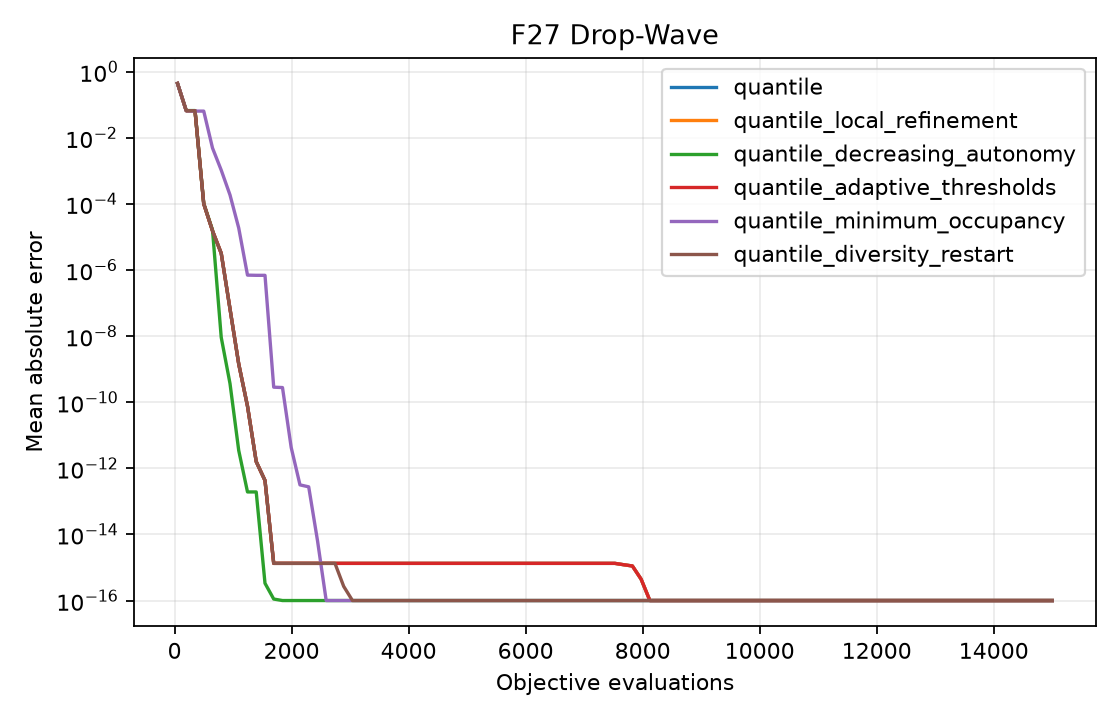 F27 Drop-Wave
Mean absolute error
10^0
10^−2
10^−4
10^−6
10^−8
10^−10
10^−12
10^−14
10^−16
quantile
quantile_local_refinement
quantile_decreasing_autonomy
quantile_adaptive_thresholds
quantile_minimum_occupancy
quantile_diversity_restart
0 2000 4000 6000 8000 10000 12000 14000
Objective evaluations